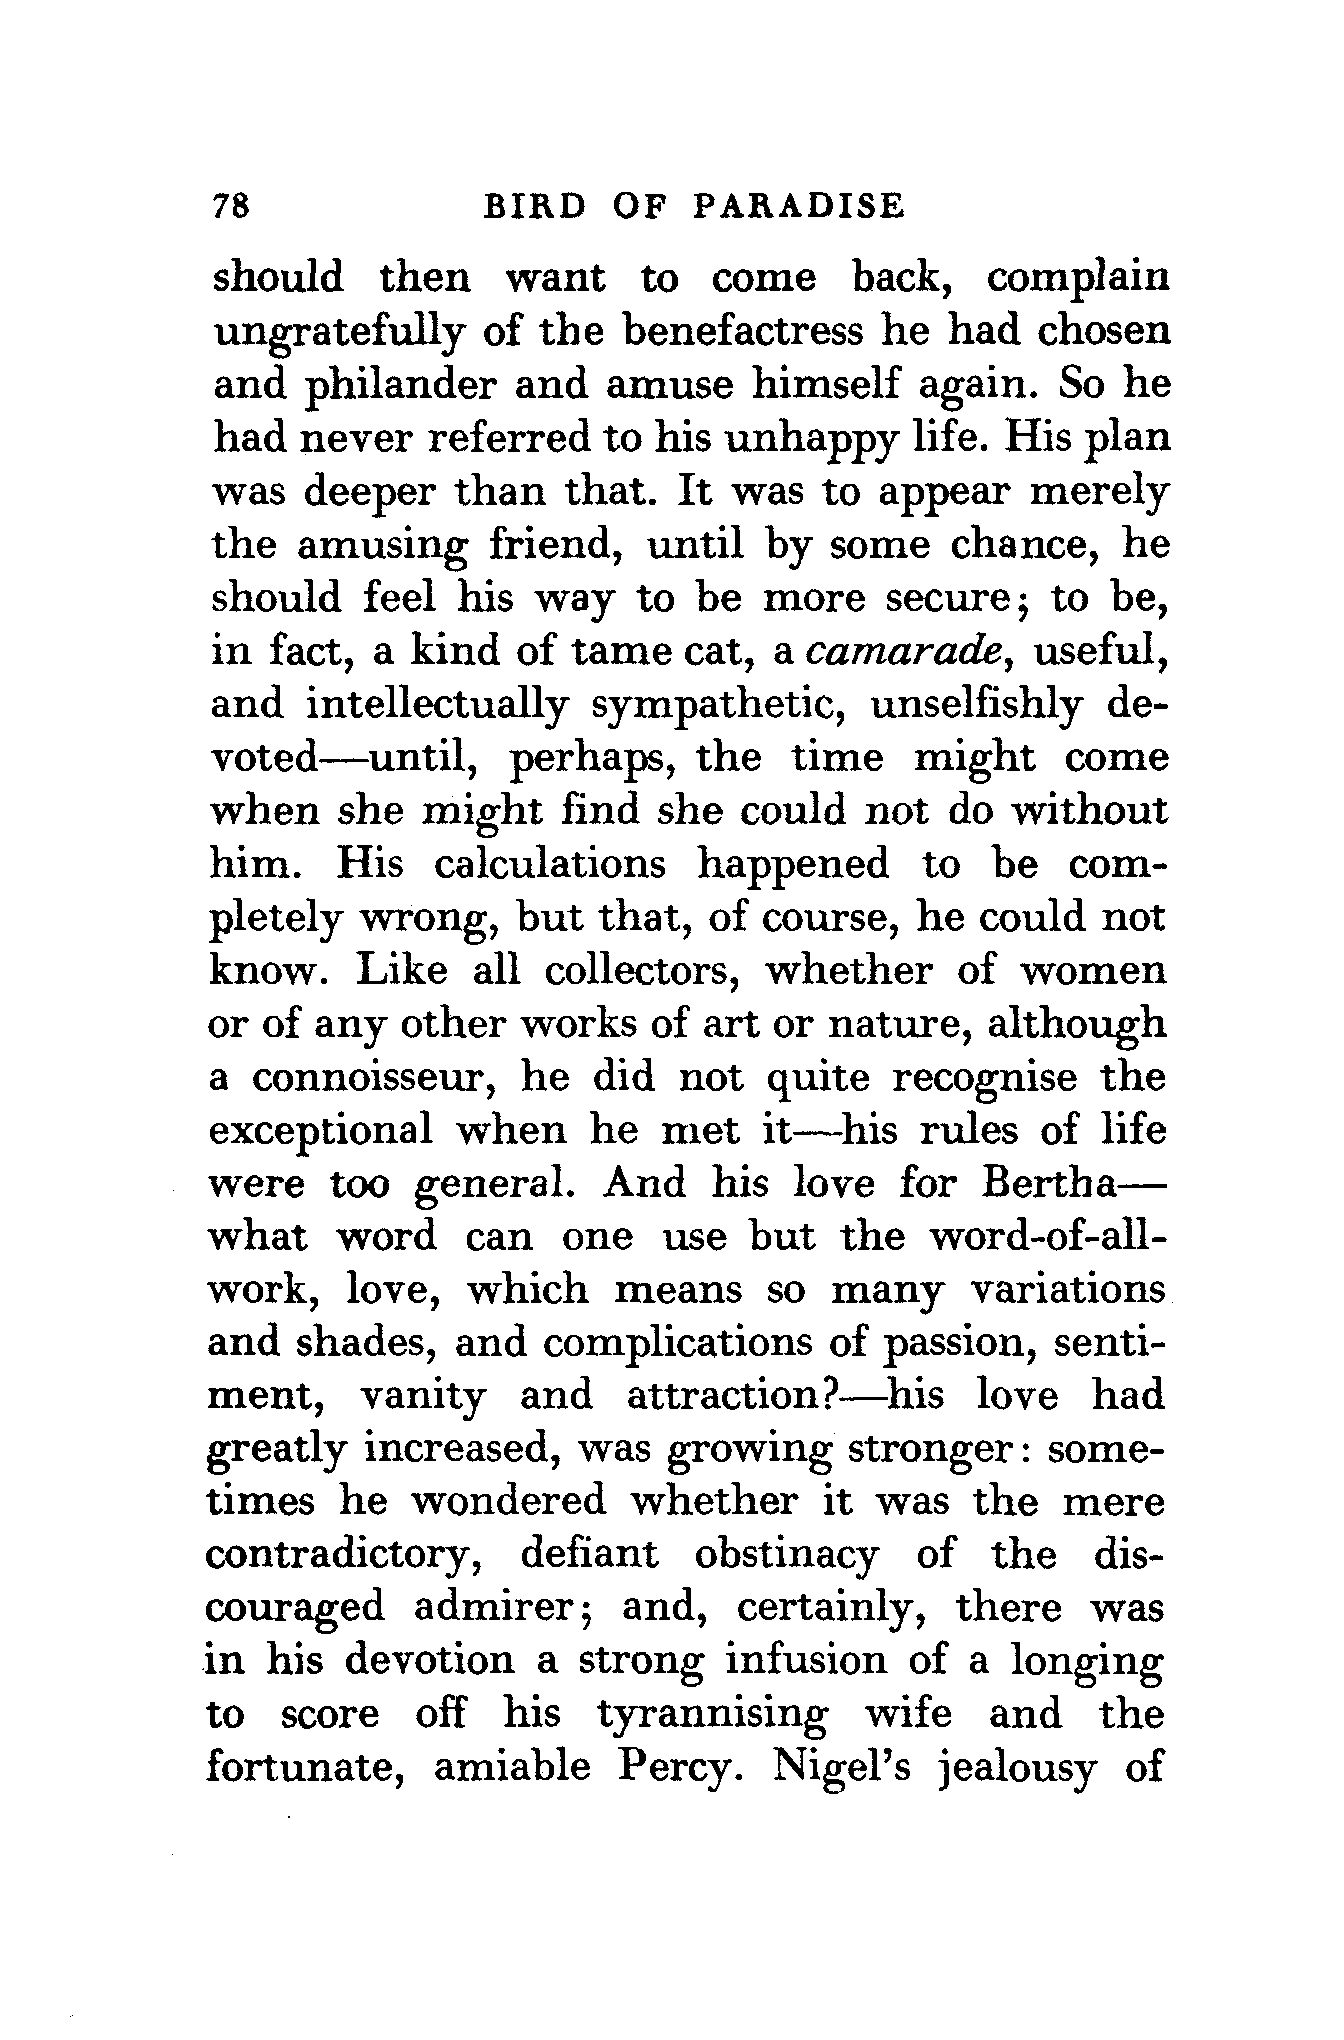 78 BIRD OF PARADISE
should then want to come back, complain
ungratefully of the benefactress he had chosen
and philander and amuse himself again. So he
had never referred to his unhappy life. His plan
was deeper than that. It was to appear merely
the amusing friend, until by some chance, he
should feel his way to be more secure; to be,
in fact, a kind of tame cat, a camarade, useful,
and intellectually sympathetic, unselfishly de-
voted—until, perhaps, the time might come
when she might find she could not do without
him. His calculations happened to be com-
pletely wrong, but that, of course, he could not
know. Like all collectors, whether of women
or of any other works of art or nature, although
a connoisseur, he did not quite recognise the
exceptional when he met it—his rules of life
were too general. And his love for Bertha—
what word can one use but the word-of-all-
work, love, which means so many variations
and shades, and complications of passion, senti-
ment, vanity and attraction?—his love had
greatly increased, was growing stronger: some-
times he wondered whether it was the mere
contradictory, defiant obstinacy of the dis-
couraged admirer; and, certainly, there was
in his devotion a strong infusion of a longing
to score off his tyrannising wife and the
fortunate, amiable Percy. Nigel's jealousy of